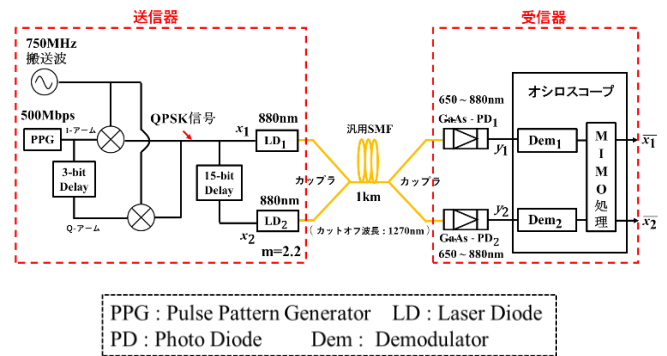 送信器
受信器
750MHz
搬送波
500Mbps
PPG
I-アーム
3-bit
Delay
Q-アーム
QPSK信号
15-bit
Delay
x1
x2
880nm
LD1
880nm
LD2
m=2.2
カップラ
汎用SMF
1km
カップラ
( カットオフ波長 : 1270nm)
650 ~ 880nm
GaAs - PD1
y1
y2
GaAs - PD2
650 ~ 880nm
オシロスコープ
Dem1
Dem2
MIMO処理
x1
x2
PPG : Pulse Pattern Generator LD : Laser Diode
PD : Photo Diode Dem : Demodulator